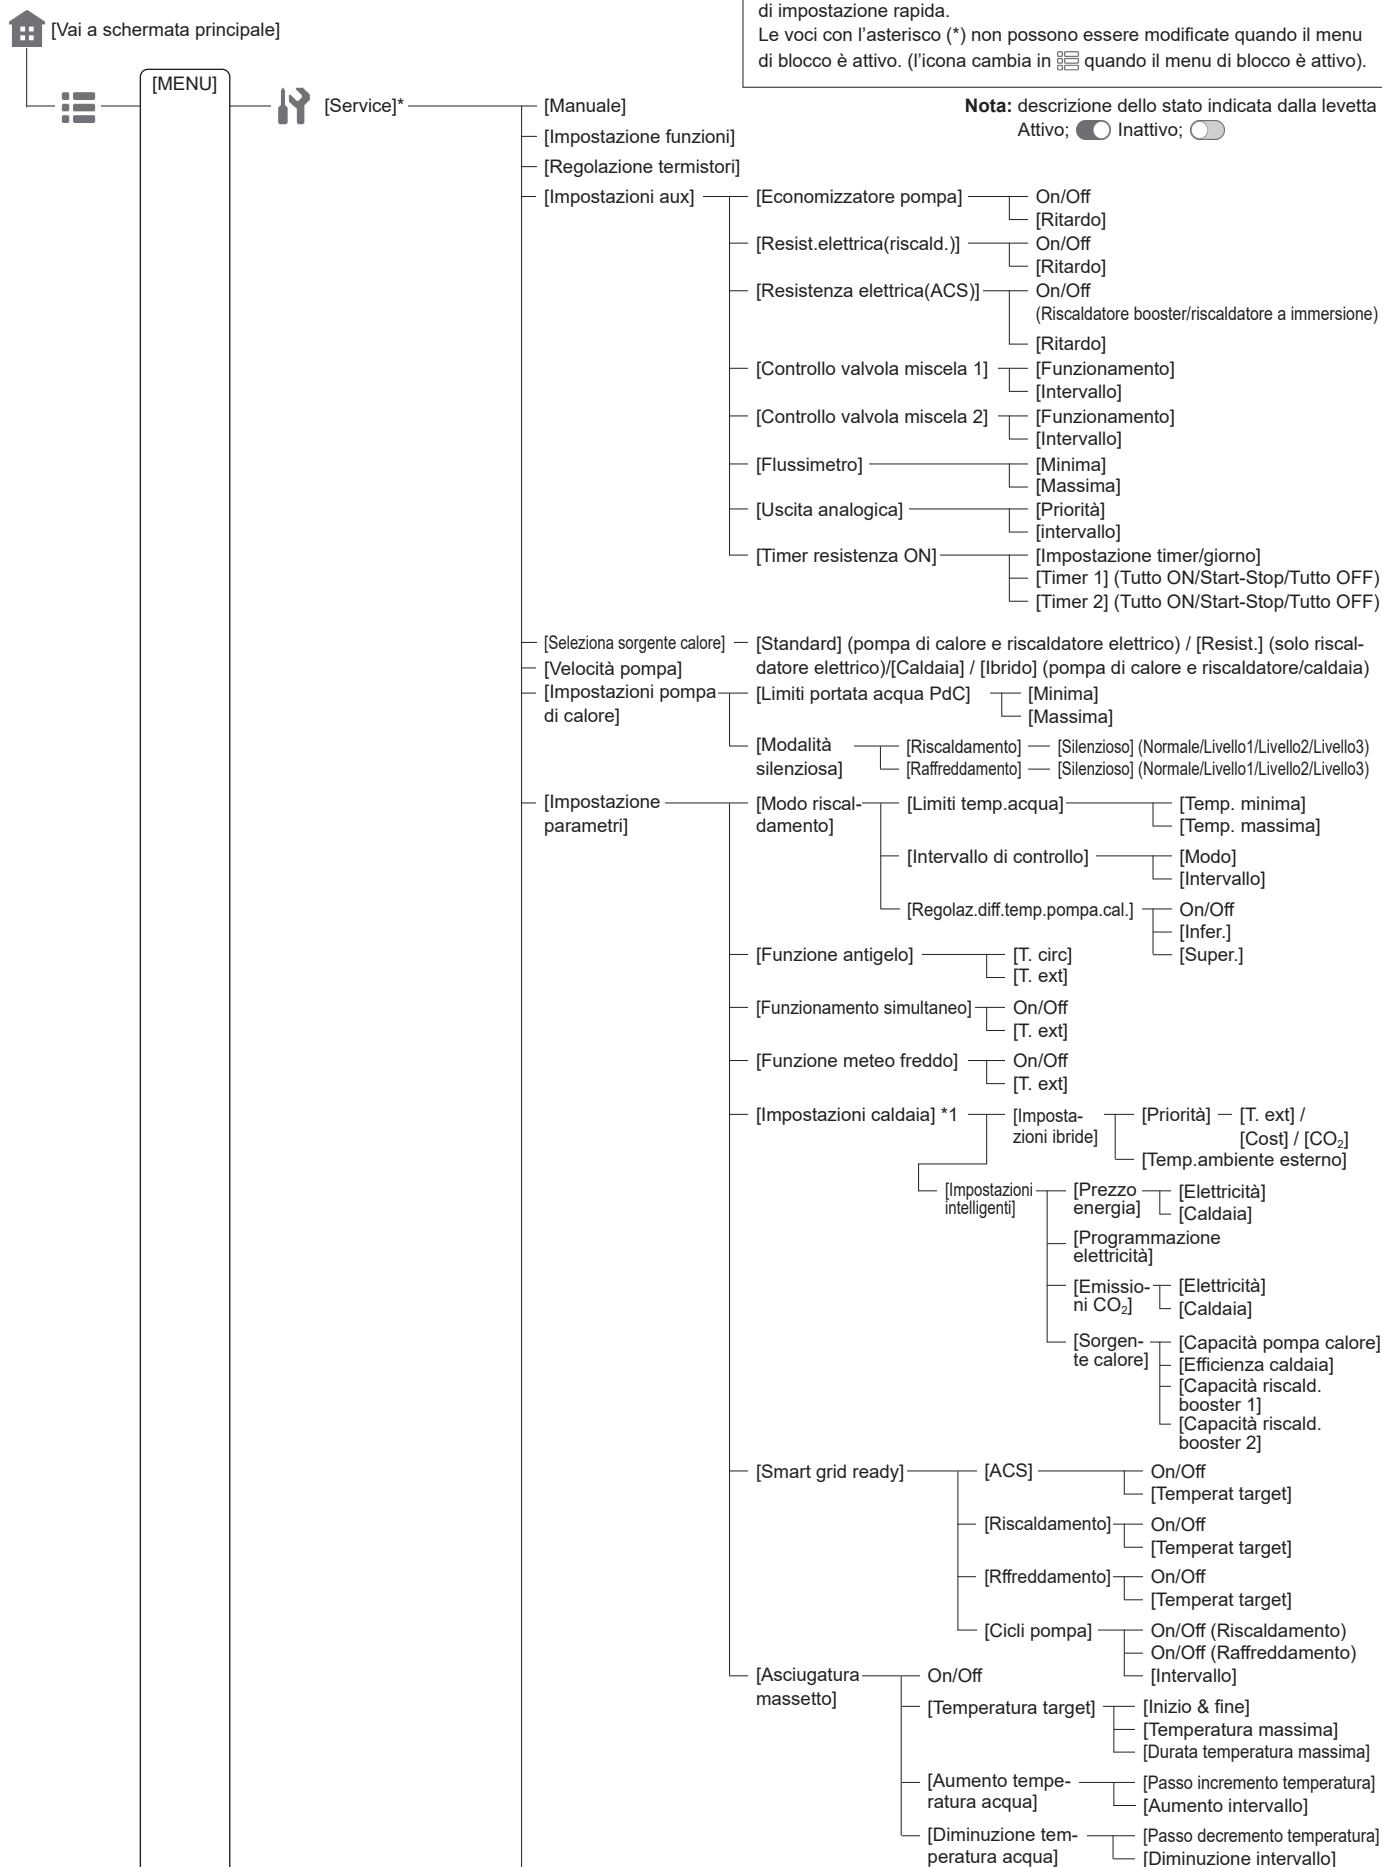 di impostazione rapida.
Le voci con l'asterisco (*) non possono essere modificate quando il menu
di blocco è attivo. (l'icona cambia in quando il menu di blocco è attivo).
[Vai a schermata principale]
[MENU]
[Service]*
Nota: descrizione dello stato indicata dalla levetta
Attivo; Inattivo;
[Manuale]
[Impostazione funzioni]
[Regolazione termistori]
[Impostazioni aux]
[Economizzatore pompa]
On/Off
[Ritardo]
[Resist.elettrica(riscald.)]
On/Off
[Ritardo]
[Resistenza elettrica(ACS)]
On/Off
(Riscaldatore booster/riscaldatore a immersione)
[Ritardo]
[Controllo valvola miscela 1]
[Funzionamento]
[Intervallo]
[Controllo valvola miscela 2]
[Funzionamento]
[Intervallo]
[Flussimetro]
[Minima]
[Massima]
[Uscita analogica]
[Priorità]
[intervallo]
[Timer resistenza ON]
[Impostazione timer/giorno]
[Timer 1] (Tutto ON/Start-Stop/Tutto OFF)
[Timer 2] (Tutto ON/Start-Stop/Tutto OFF)
[Seleziona sorgente calore]
[Standard] (pompa di calore e riscaldatore elettrico) / [Resist.] (solo riscal-
datore elettrico)/[Caldaia] / [Ibrido] (pompa di calore e riscaldatore/caldaia)
[Velocità pompa]
[Impostazioni pompa
di calore]
[Limiti portata acqua PdC]
[Minima]
[Massima]
[Modalità
silenziosa]
[Riscaldamento]
[Silenzioso] (Normale/Livello1/Livello2/Livello3)
[Raffreddamento]
[Silenzioso] (Normale/Livello1/Livello2/Livello3)
[Impostazione
parametri]
[Modo riscal-
damento]
[Limiti temp.acqua]
[Temp. minima]
[Temp. massima]
[Intervallo di controllo]
[Modo]
[Intervallo]
[Regolaz.diff.temp.pompa.cal.]
On/Off
[Infer.]
[Super.]
[Funzione antigelo]
[T. circ]
[T. ext]
[Funzionamento simultaneo]
On/Off
[T. ext]
[Funzione meteo freddo]
On/Off
[T. ext]
[Impostazioni caldaia] *1
[Imposta-
zioni ibride]
[Priorità]
[T. ext] /
[Cost] / [CO₂]
[Temp.ambiente esterno]
[Impostazioni
intelligenti]
[Prezzo
energia]
[Elettricità]
[Caldaia]
[Programmazione
elettricità]
[Emissio-
ni CO₂]
[Elettricità]
[Caldaia]
[Sorgen-
te calore]
[Capacità pompa calore]
[Efficienza caldaia]
[Capacità riscald.
booster 1]
[Capacità riscald.
booster 2]
[Smart grid ready]
[ACS]
On/Off
[Temperat target]
[Riscaldamento]
On/Off
[Temperat target]
[Rffreddamento]
On/Off
[Temperat target]
[Cicli pompa]
On/Off (Riscaldamento)
On/Off (Raffreddamento)
[Intervallo]
[Asciugatura
massetto]
On/Off
[Temperatura target]
[Inizio & fine]
[Temperatura massima]
[Durata temperatura massima]
[Aumento tempe-
ratura acqua]
[Passo incremento temperatura]
[Aumento intervallo]
[Diminuzione tem-
peratura acqua]
[Passo decremento temperatura]
[Diminuzione intervallo]